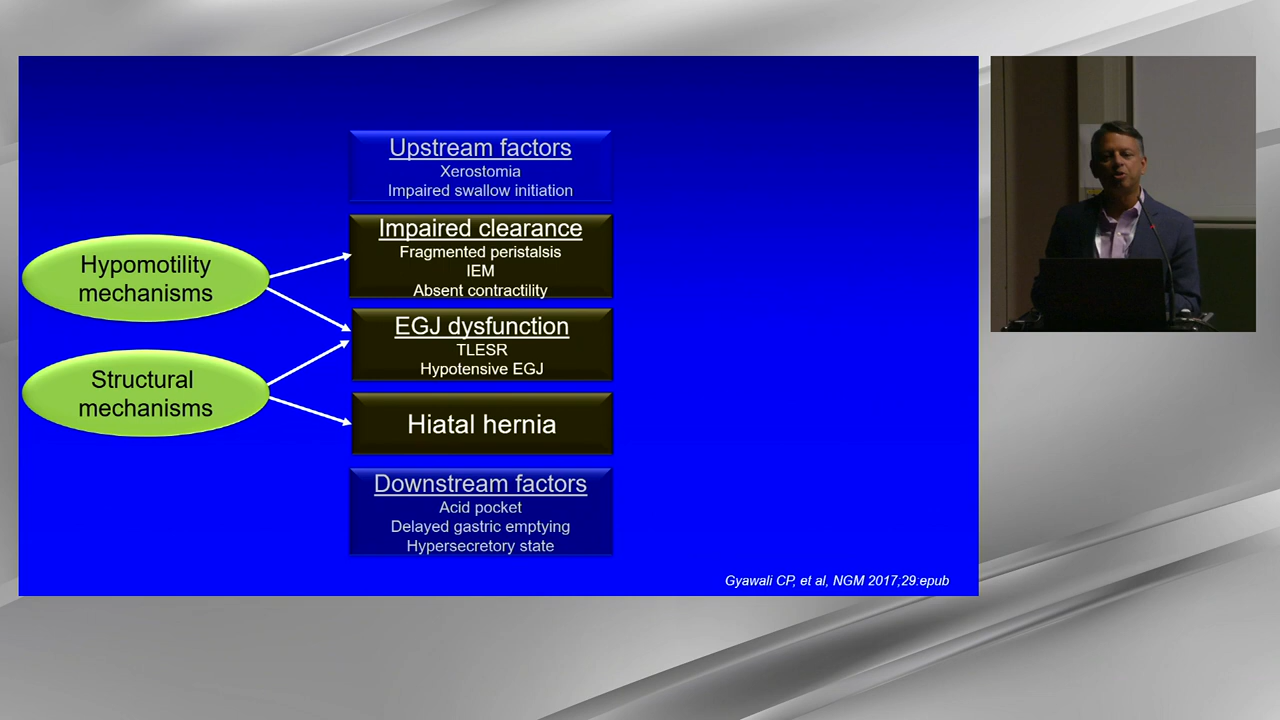 Upstream factors
Xerostomia
Impaired swallow initiation
Hypomotility
mechanisms
Impaired clearance
Fragmented peristalsis
IEM
Absent contractility
EGJ dysfunction
TLESR
Hypotensive EGJ
Structural
mechanisms
Hiatal hernia
Downstream factors
Acid pocket
Delayed gastric emptying
Hypersecretory state
Gyawali CP, et al, NGM 2017;29.epub